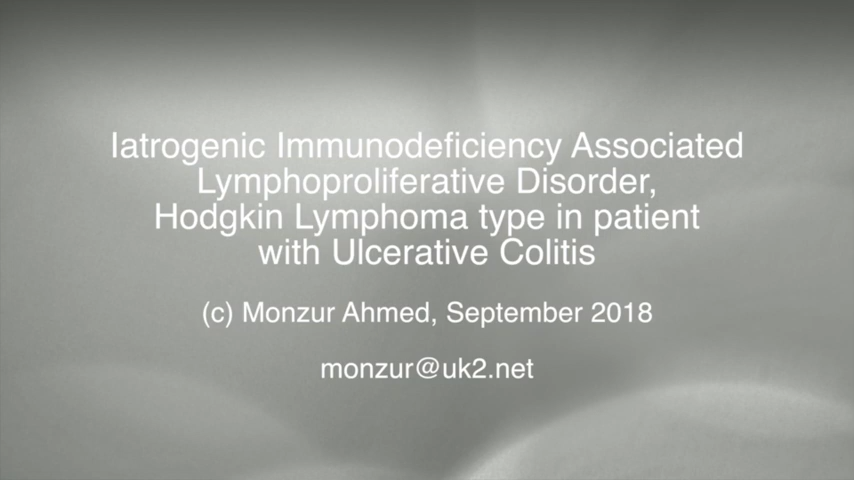 Iatrogenic Immunodeficiency Associated
Lymphoproliferative Disorder,
Hodgkin Lymphoma type in patient
with Ulcerative Colitis
(c) Monzur Ahmed, September 2018
monzur@uk2.net